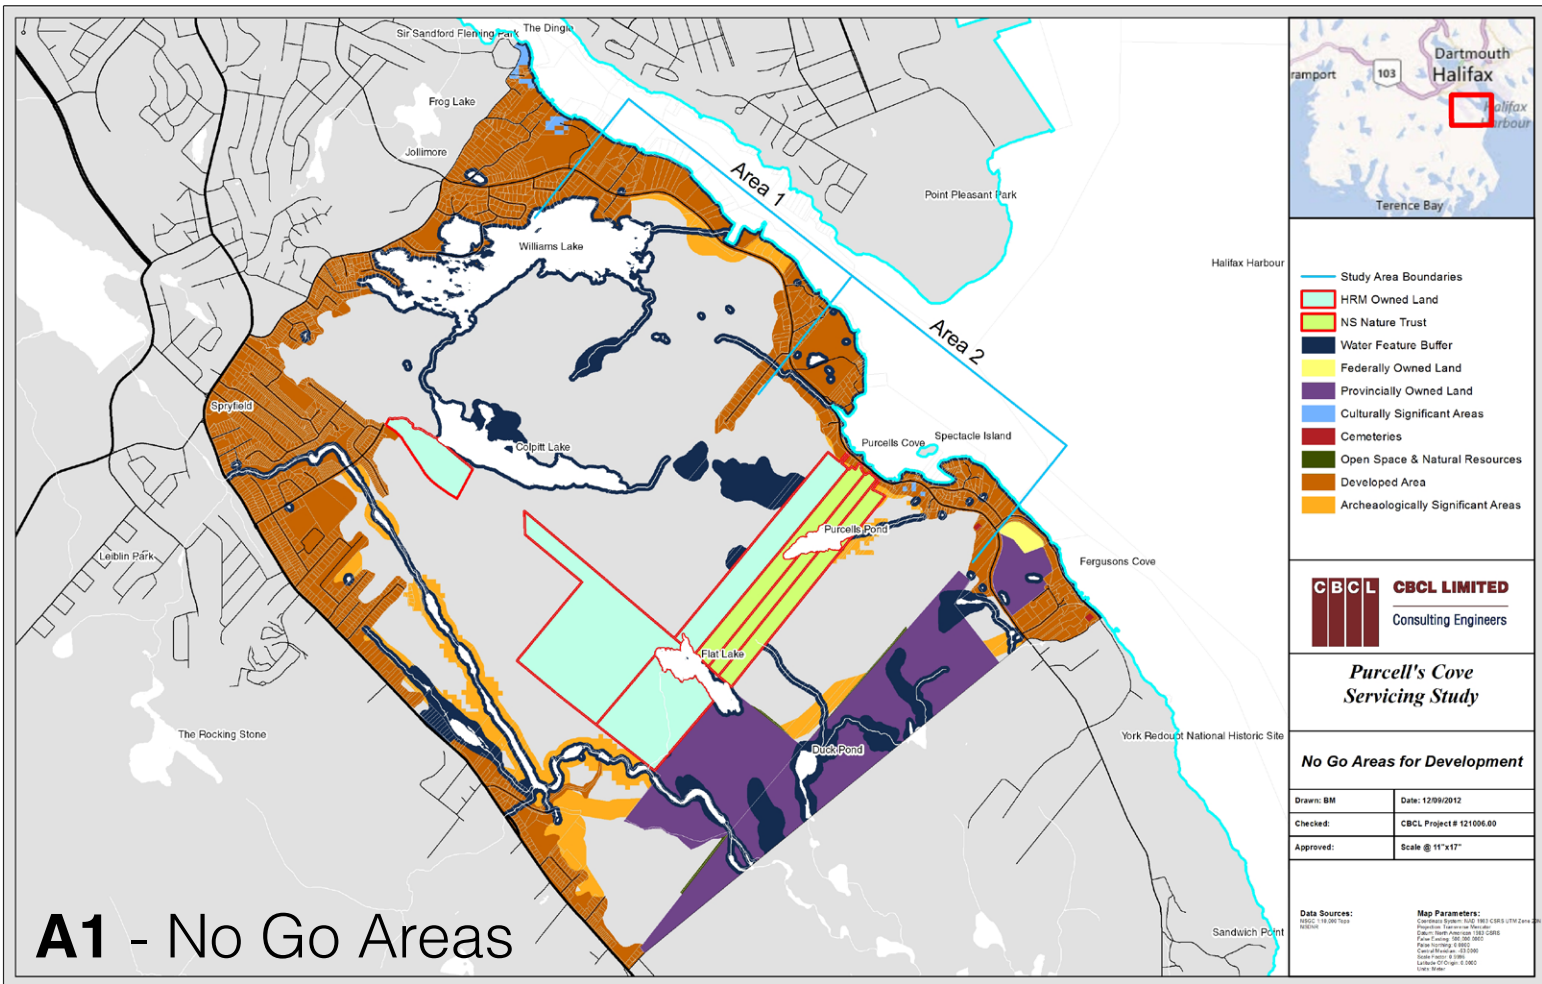 The Dingle
Sir Sandford Fleming Park
Frog Lake
Jollimore
Area 1
Point Pleasant Park
Williams Lake
Halifax Harbour
Area 2
Spryfield
Colpitt Lake
Purcells Cove
Spectacle Island
Purcells Pond
Leiblin Park
Fergusons Cove
Flat Lake
The Rocking Stone
Duck Pond
York Redoubt National Historic Site
Sandwich Point
A1 - No Go Areas
Dartmouth
ramport
103
Halifax
Halifax
Harbour
Terence Bay
Study Area Boundaries
HRM Owned Land
NS Nature Trust
Water Feature Buffer
Federally Owned Land
Provincially Owned Land
Culturally Significant Areas
Cemeteries
Open Space & Natural Resources
Developed Area
Archaeologically Significant Areas
CBCL
CBCL LIMITED
Consulting Engineers
Purcell's Cove
Servicing Study
No Go Areas for Development
Drawn: BM
Date: 12/09/2012
Checked:
CBCL Project # 121006.00
Approved:
Scale @ 11"x17"
Data Sources:
Map Parameters: